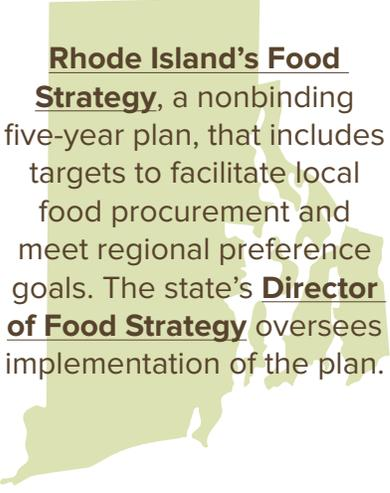 Rhode Island’s Food
Strategy, a nonbinding
five-year plan, that includes
targets to facilitate local
food procurement and
meet regional preference
goals. The state’s Director
of Food Strategy oversees
implementation of the plan.